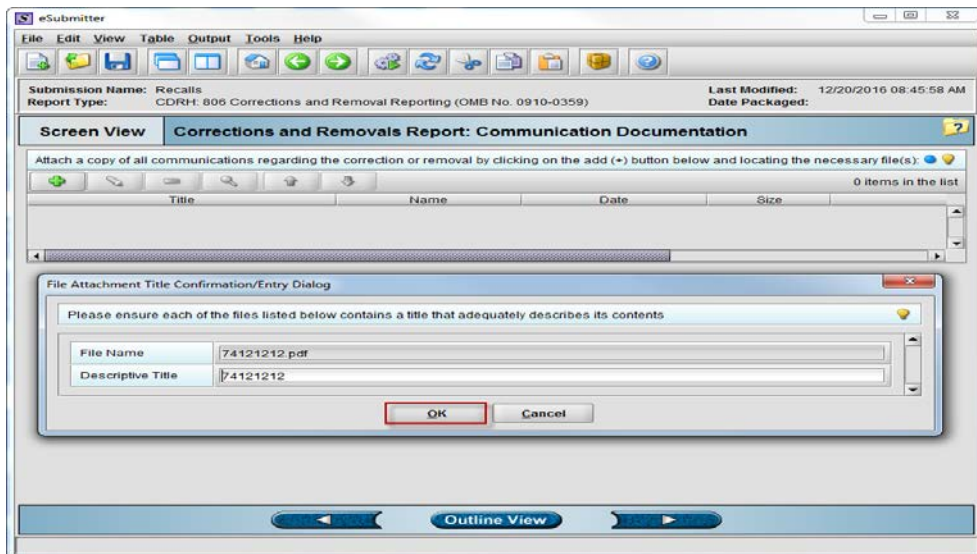 eSubmitter
File Edit View Table Output Tools Help
Submission Name: Recalls Last Modified: 12/20/2016 08:45:58 AM
Report Type: CDRH: 806 Corrections and Removal Reporting (OMB No. 0910-0359) Date Packaged:
Screen View Corrections and Removals Report: Communication Documentation
Attach a copy of all communications regarding the correction or removal by clicking on the add (+) button below and locating the necessary file(s):
0 items in the list
Title Name Date Size
File Attachment Title Confirmation/Entry Dialog
Please ensure each of the files listed below contains a title that adequately describes its contents
File Name 74121212.pdf
Descriptive Title 74121212
OK Cancel
Outline View